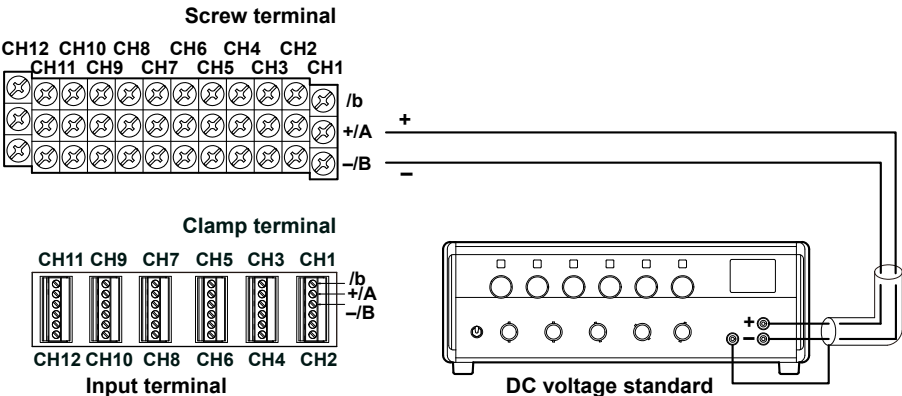 Screw terminal
CH12 CH10 CH8 CH6 CH4 CH2
CH11 CH9 CH7 CH5 CH3 CH1
/b
+/A
–/B
+
–
Clamp terminal
CH11 CH9 CH7 CH5 CH3 CH1
/b
+/A
–/B
CH12 CH10 CH8 CH6 CH4 CH2
Input terminal
+
–
DC voltage standard